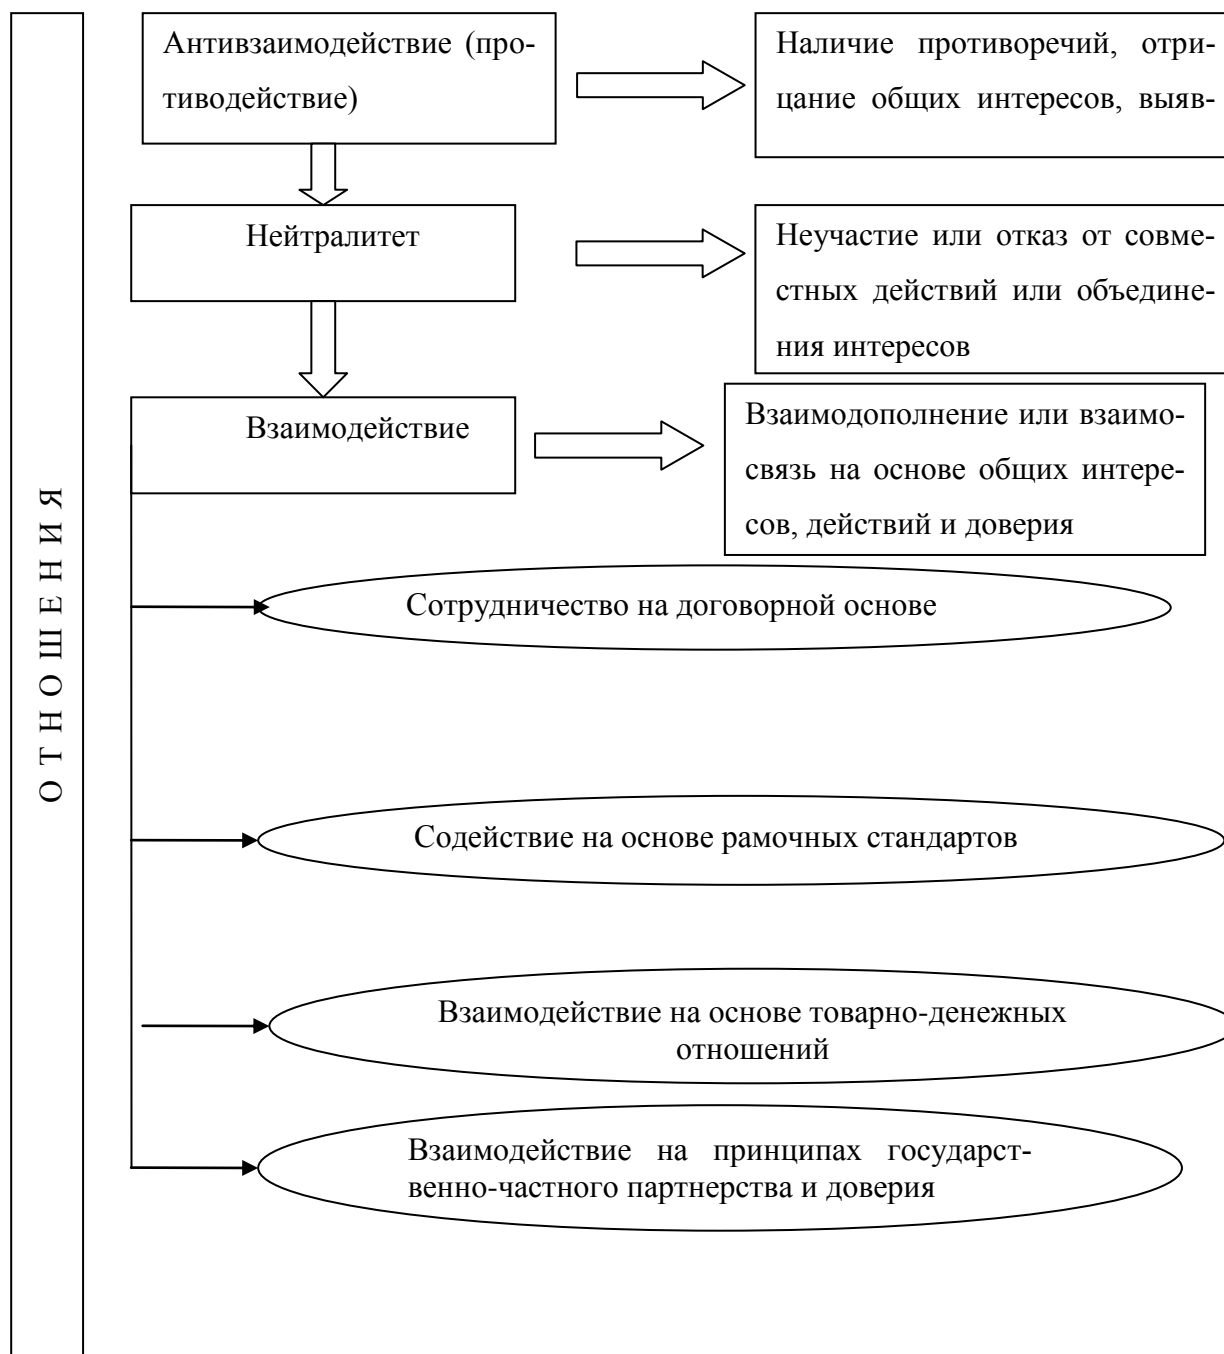 ОТНОШЕНИЯ
Антивзаимодействие (про-
тиводействие)
Наличие противоречий, отри-
цание общих интересов, выяв-
Нейтралитет
Неучастие или отказ от совме-
стных действий или объедине-
ния интересов
Взаимодействие
Взаимодополнение или взаимо-
связь на основе общих интере-
сов, действий и доверия
Сотрудничество на договорной основе
Содействие на основе рамочных стандартов
Взаимодействие на основе товарно-денежных
отношений
Взаимодействие на принципах государст-
венно-частного партнерства и доверия